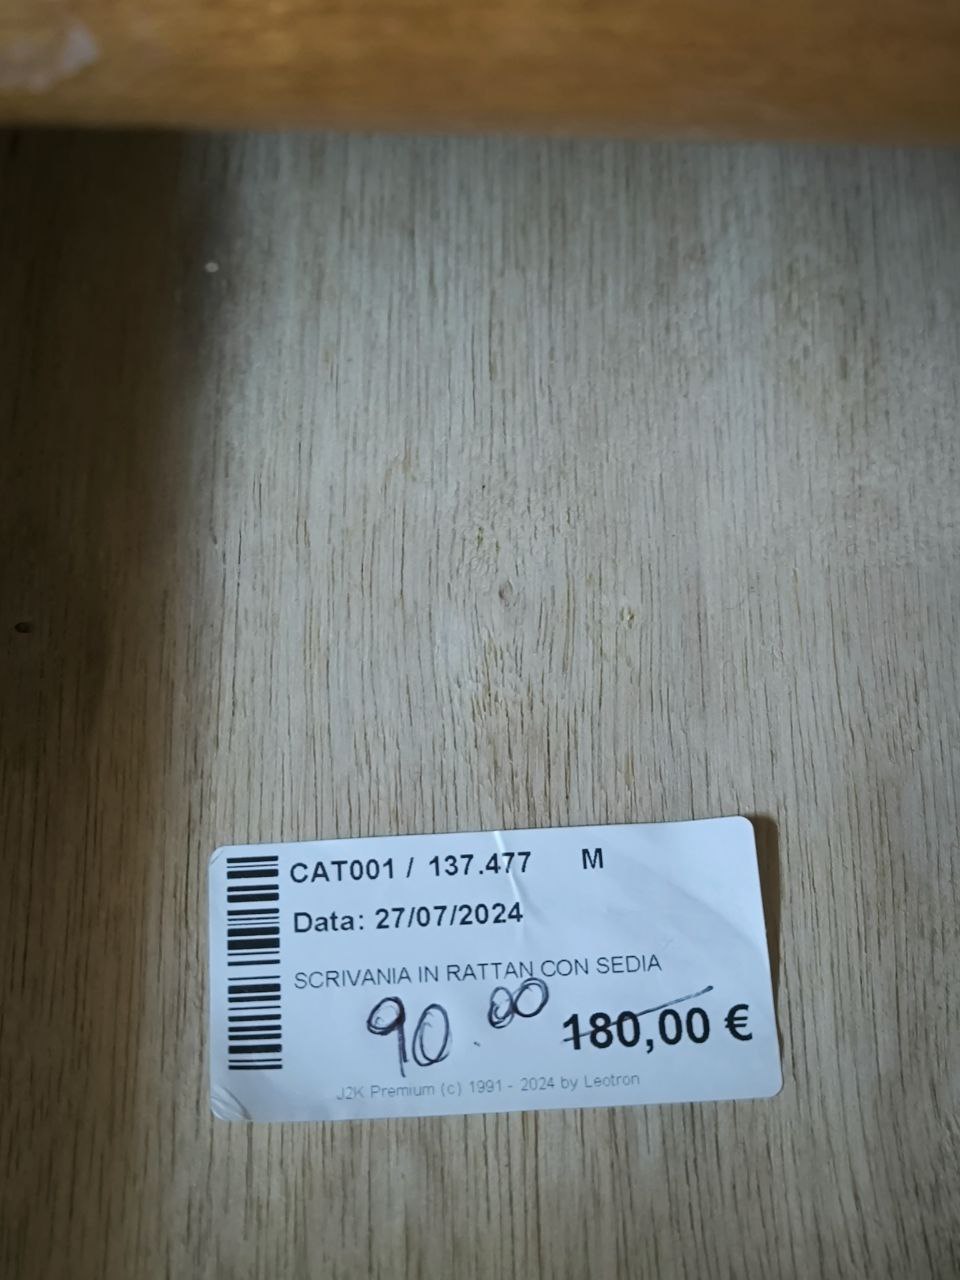 CAT001 / 137.477 M
Data: 27/07/2024
SCRIVANIA IN RATTAN CON SEDIA
90.00 180,00 €
J2K Premium (c) 1991 - 2024 by Leotron